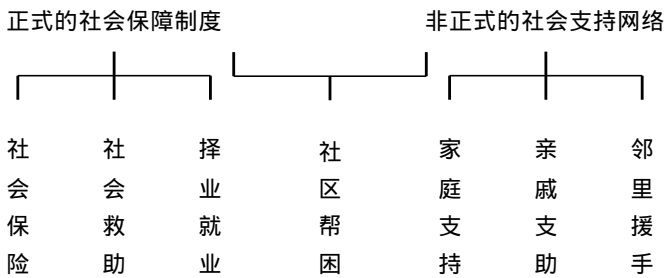 正式的社会保障制度
非正式的社会支持网络
社会保险
社会救助
择业就业
社区帮困
家庭支持
亲戚支助
邻里援手